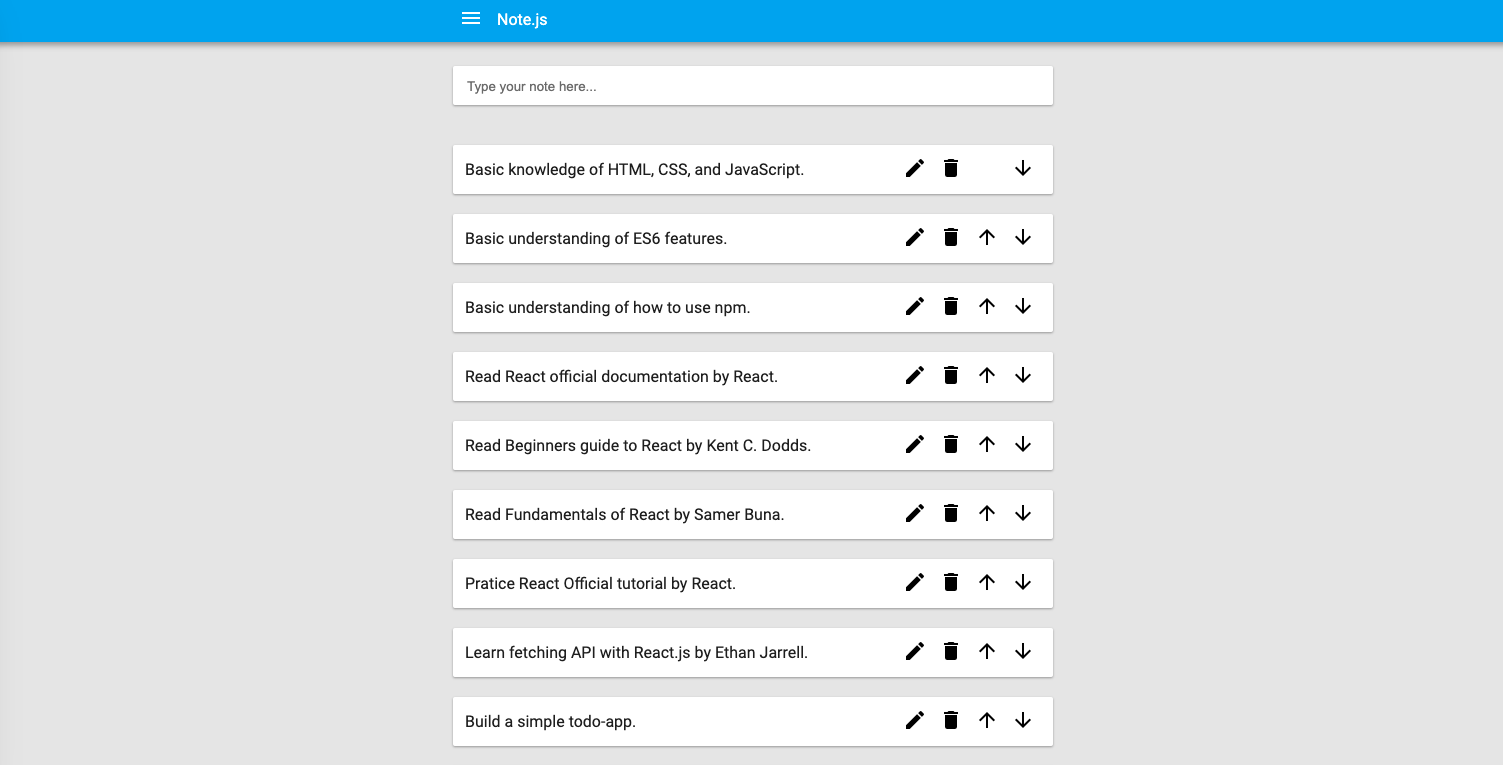 Note.js
Type your note here...
Basic knowledge of HTML, CSS, and JavaScript.
Basic understanding of ES6 features.
Basic understanding of how to use npm.
Read React official documentation by React.
Read Beginners guide to React by Kent C. Dodds.
Read Fundamentals of React by Samer Buna.
Pratice React Official tutorial by React.
Learn fetching API with React.js by Ethan Jarrell.
Build a simple todo-app.